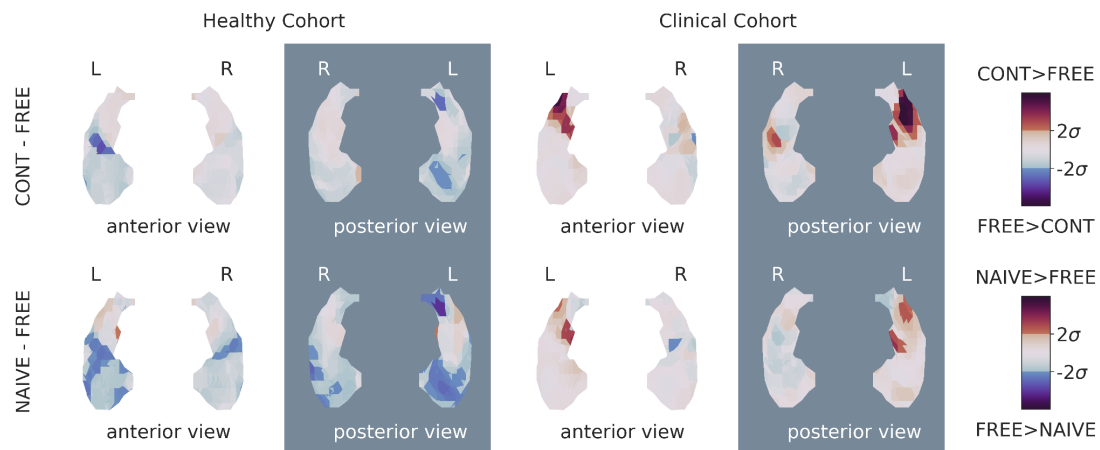 Healthy Cohort
Clinical Cohort
CONT - FREE
L
R
R
L
L
R
R
L
anterior view
posterior view
anterior view
posterior view
CONT>FREE
2σ
-2σ
FREE>CONT
NAIVE - FREE
L
R
R
L
L
R
R
L
anterior view
posterior view
anterior view
posterior view
NAIVE>FREE
2σ
-2σ
FREE>NAIVE